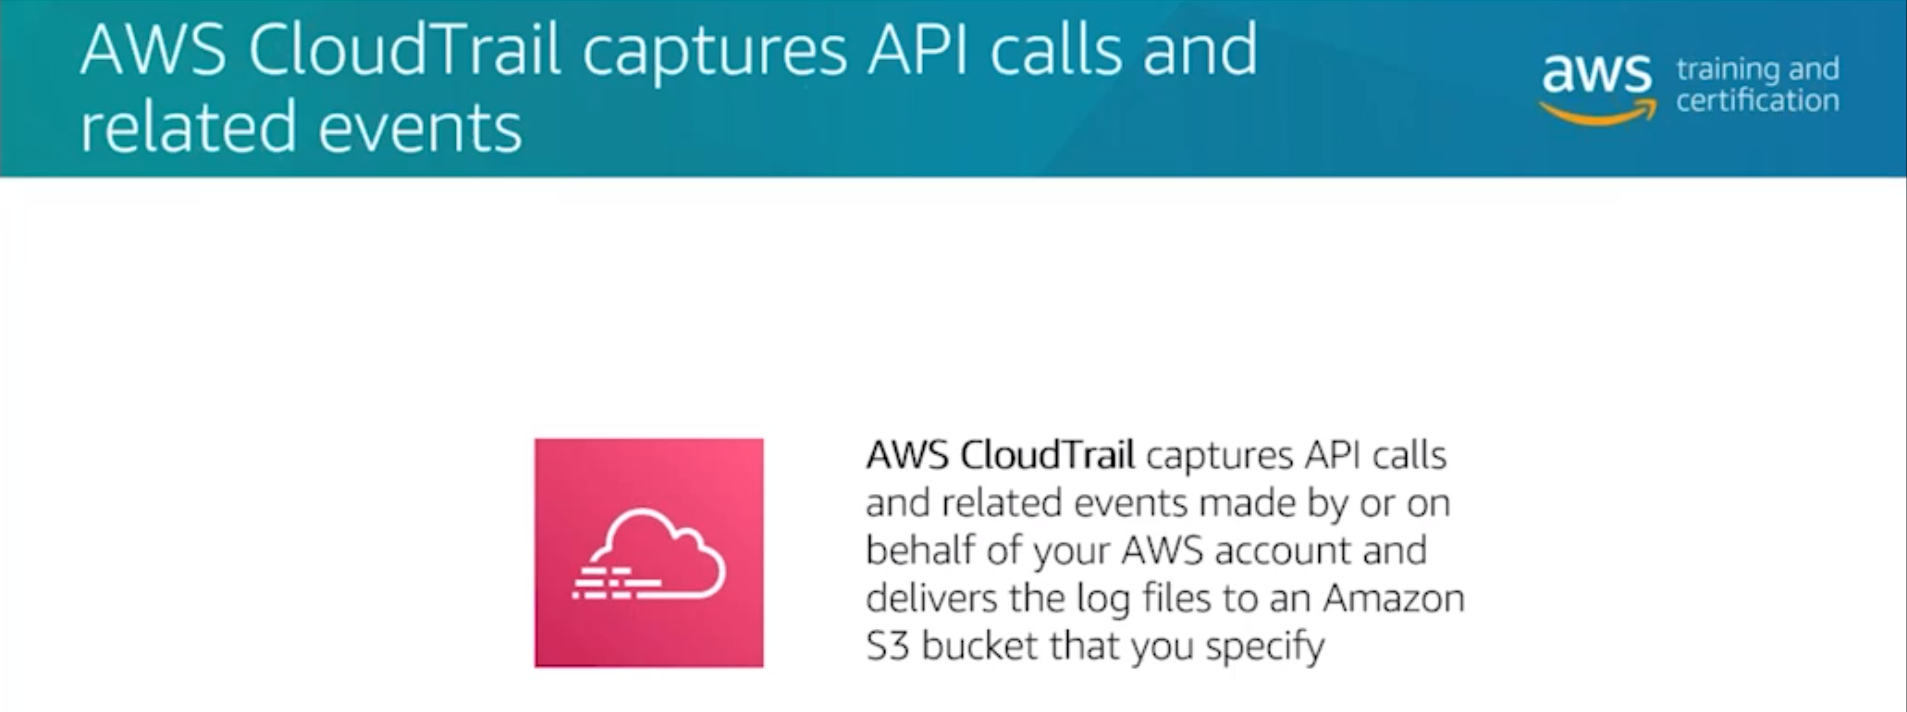 AWS CloudTrail captures API calls and
related events
aws
training and
certification
AWS CloudTrail captures API calls
and related events made by or on
behalf of your AWS account and
delivers the log files to an Amazon
S3 bucket that you specify